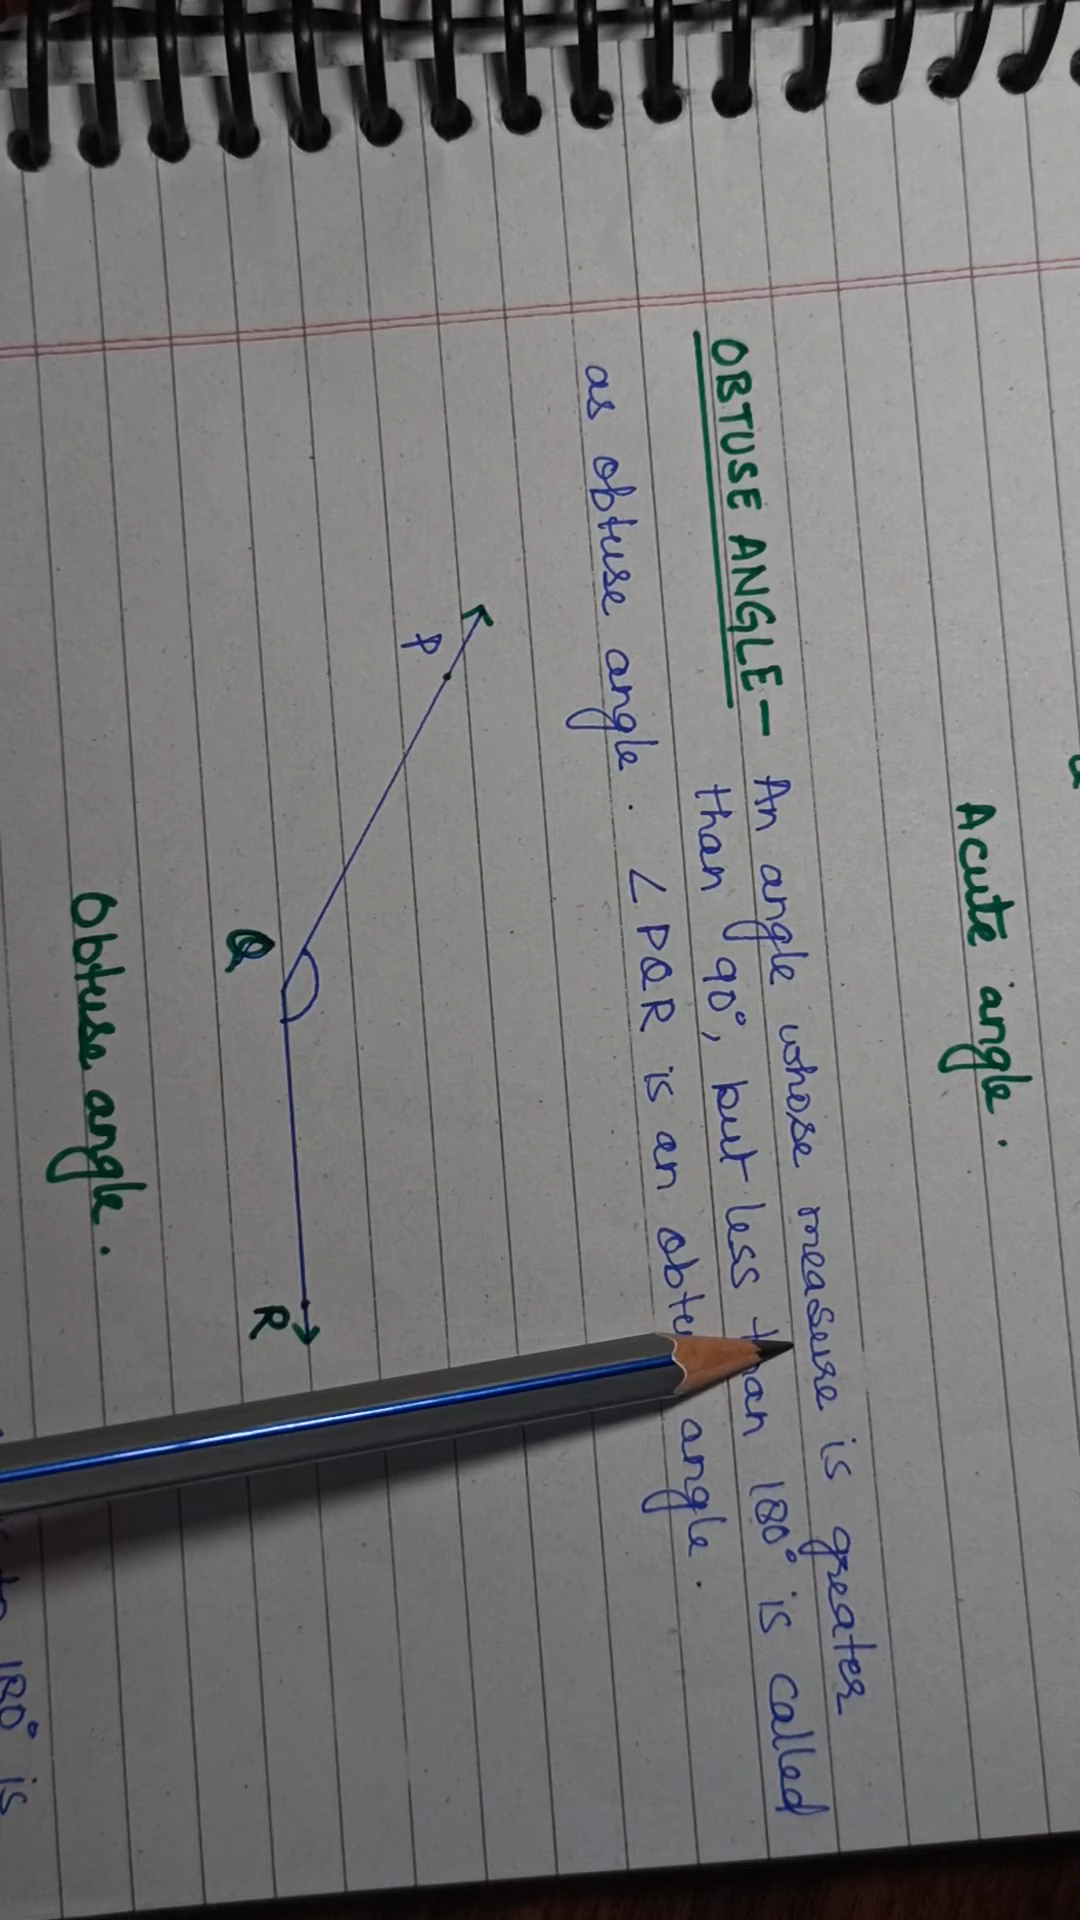 Acute angle.
OBTUSE ANGLE- An angle whose measure is greater
than 90°, but less than 180° is called
as obtuse angle. ∠PQR is an obtu angle.
P
Q
R
Obtuse angle.
180° is